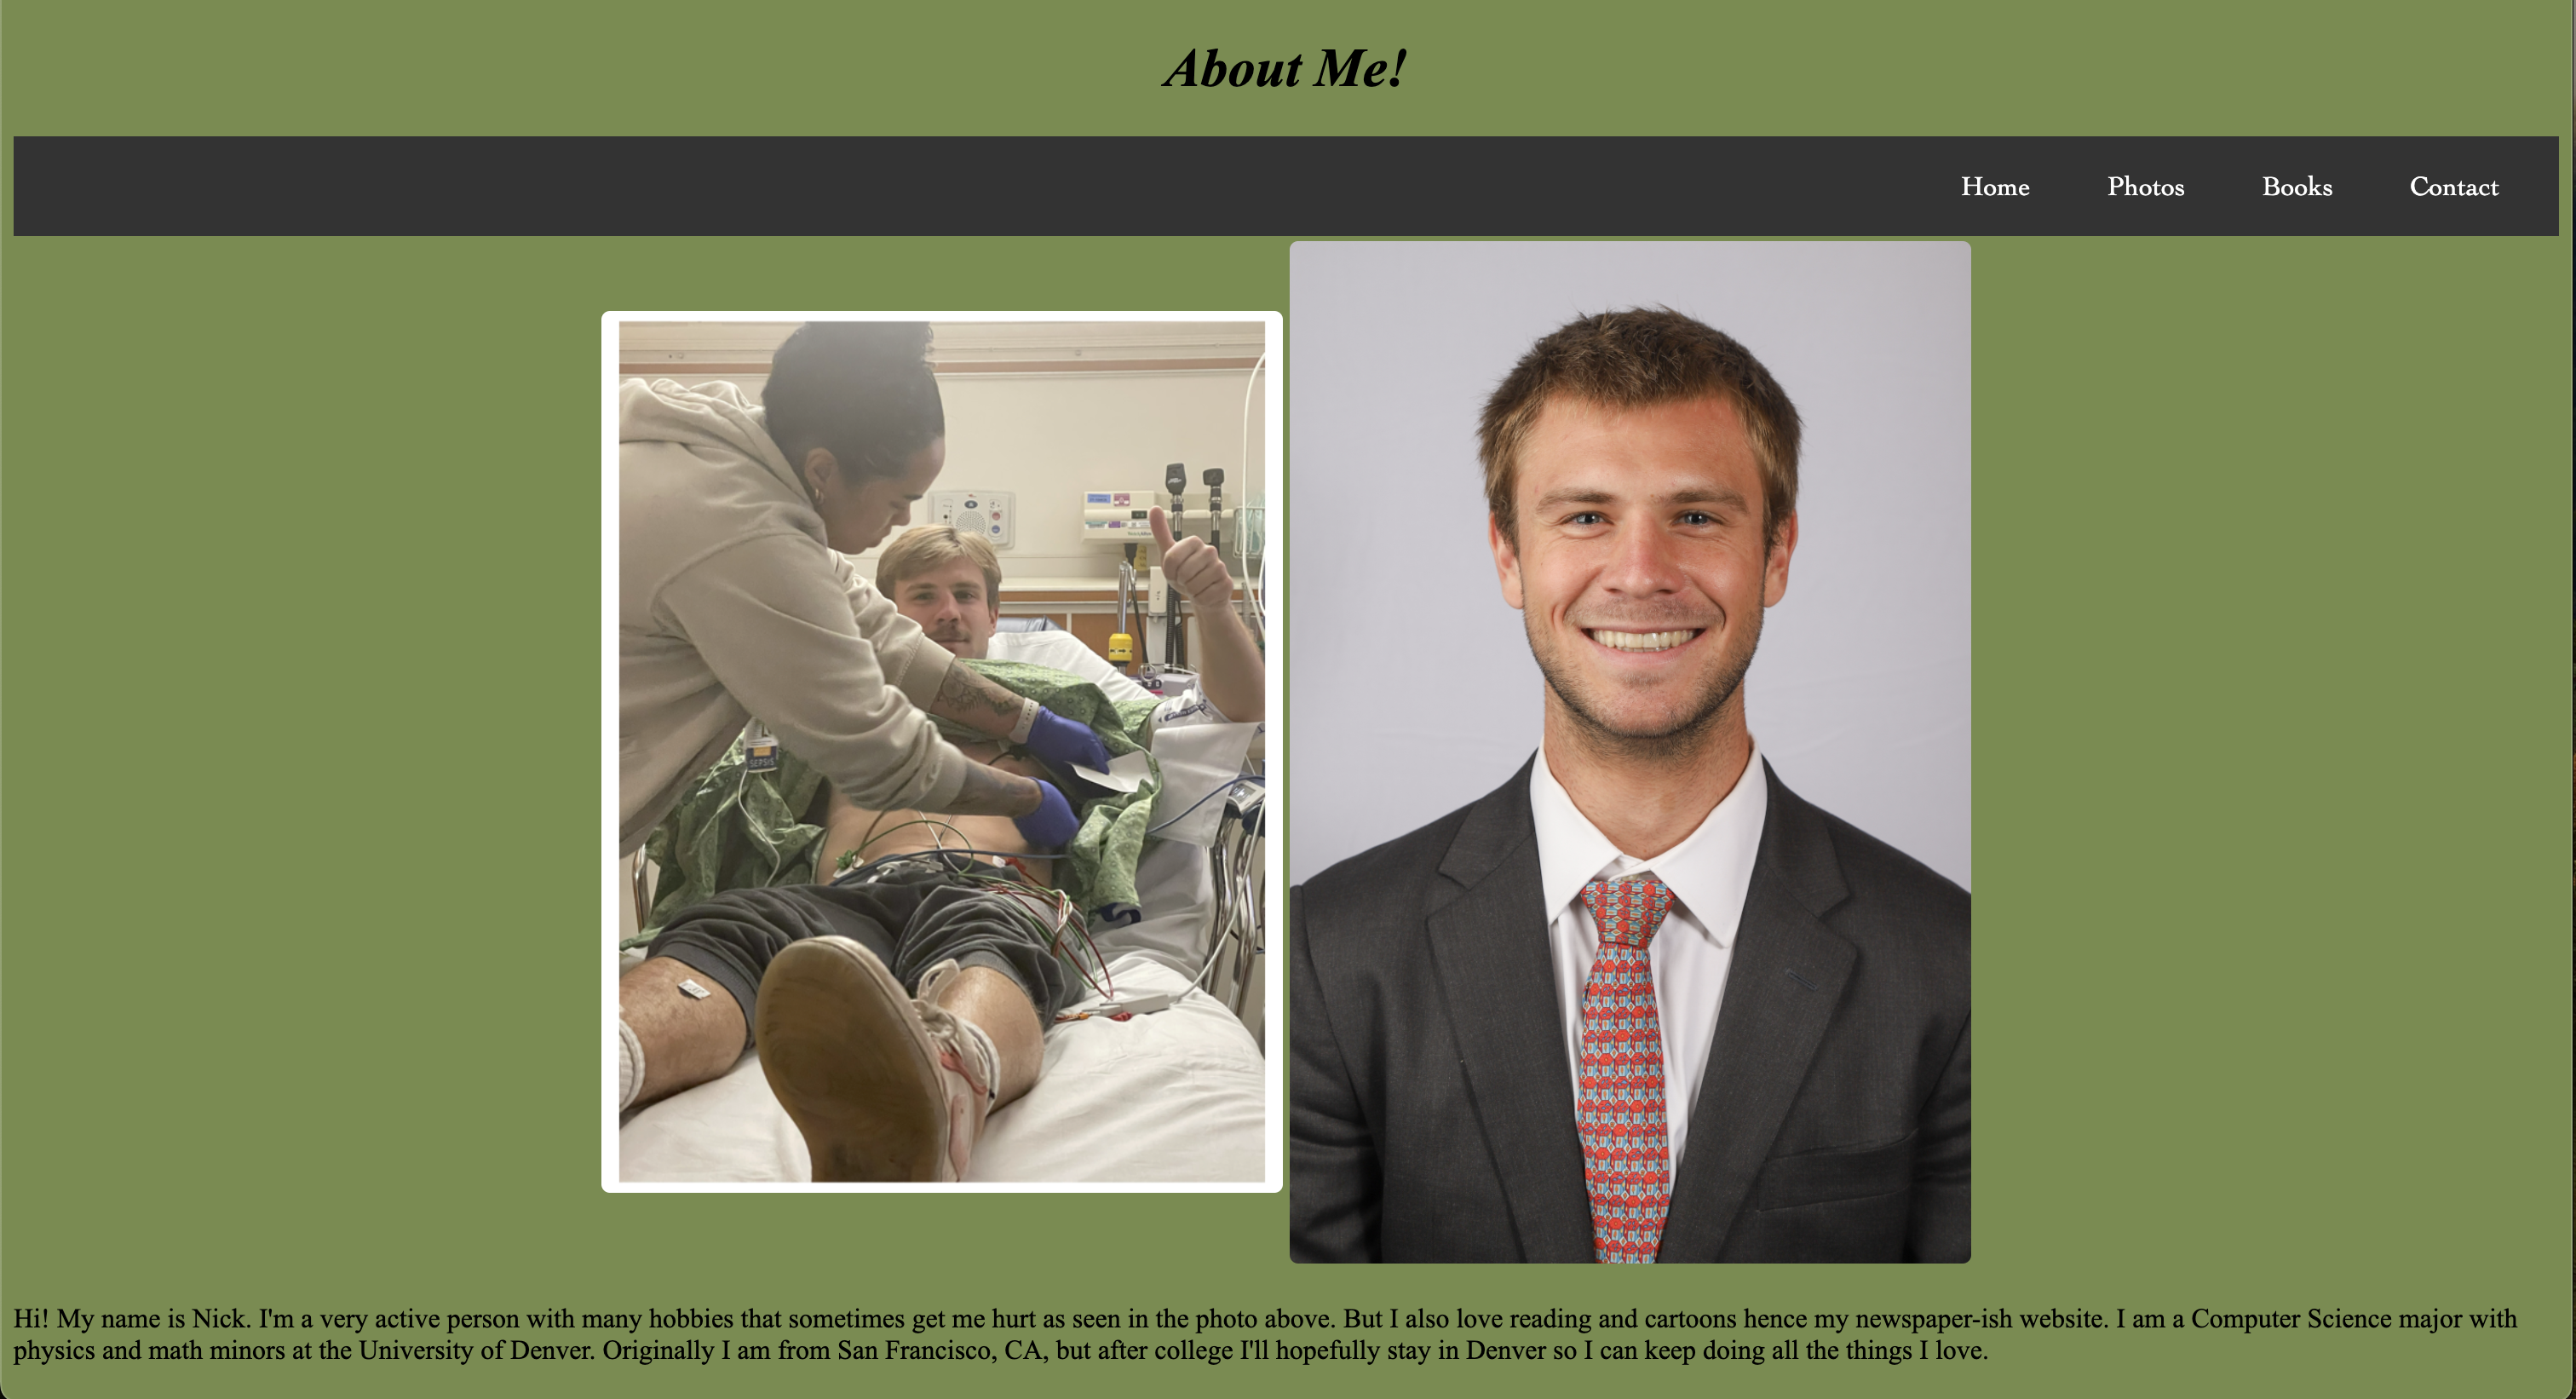 About Me!
Home Photos Books Contact
SEPSIS
Hi! My name is Nick. I'm a very active person with many hobbies that sometimes get me hurt as seen in the photo above. But I also love reading and cartoons hence my newspaper-ish website. I am a Computer Science major with
physics and math minors at the University of Denver. Originally I am from San Francisco, CA, but after college I'll hopefully stay in Denver so I can keep doing all the things I love.